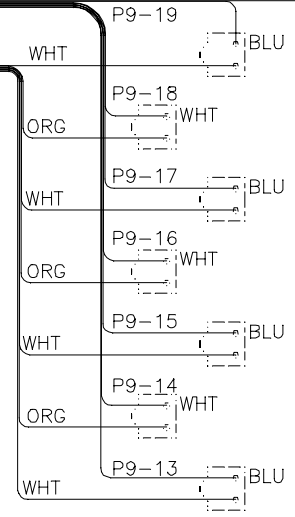 P9-19
BLU
WHT
P9-18
WHT
ORG
P9-17
BLU
WHT
P9-16
WHT
ORG
P9-15
BLU
WHT
P9-14
WHT
ORG
P9-13
BLU
WHT